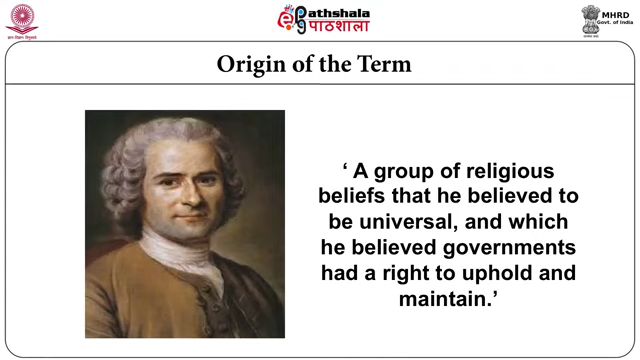 Pathshala
पाठशाला
MHRD
Govt. of India
Origin of the Term
‘ A group of religious
beliefs that he believed to
be universal, and which
he believed governments
had a right to uphold and
maintain.’